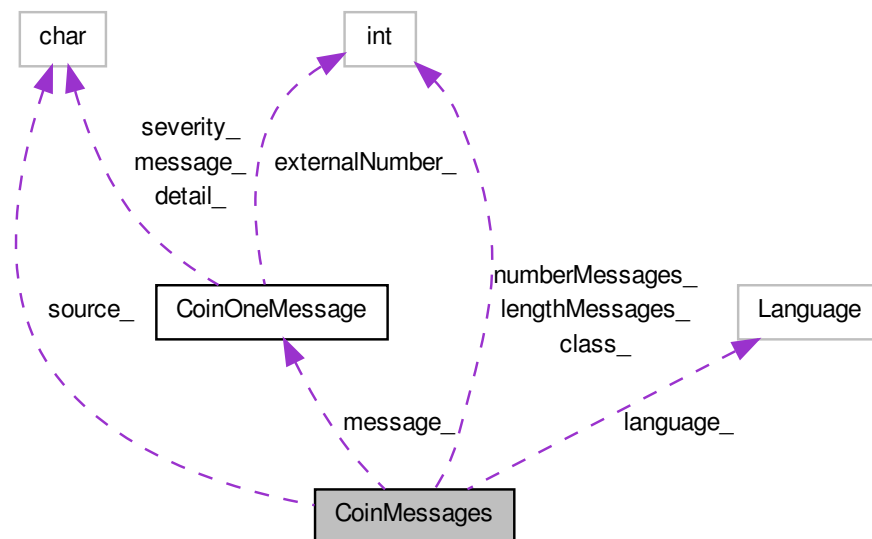 char
int
severity_
message_
detail_
externalNumber_
numberMessages_
lengthMessages_
class_
source_
CoinOneMessage
Language
message_
language_
CoinMessages